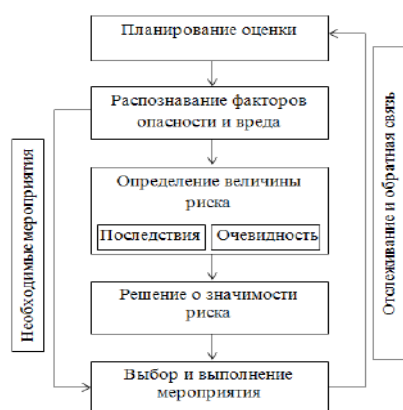 Планирование оценки
Распознавание факторов
опасности и вреда
Определение величины
риска
Последствия
Очевидность
Решение о значимости
риска
Выбор и выполнение
мероприятия
Необходимые мероприятия
Отслеживание и обратная связь